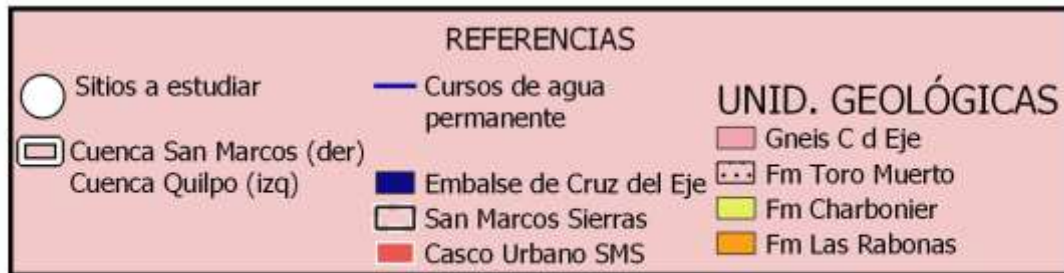 REFERENCIAS
Sitios a estudiar
Cuenca San Marcos (der)
Cuenca Quilpo (izq)
Cursos de agua
permanente
Embalse de Cruz del Eje
San Marcos Sierras
Casco Urbano SMS
UNID. GEOLÓGICAS
Gneis C d Eje
Fm Toro Muerto
Fm Charbonier
Fm Las Rabonas